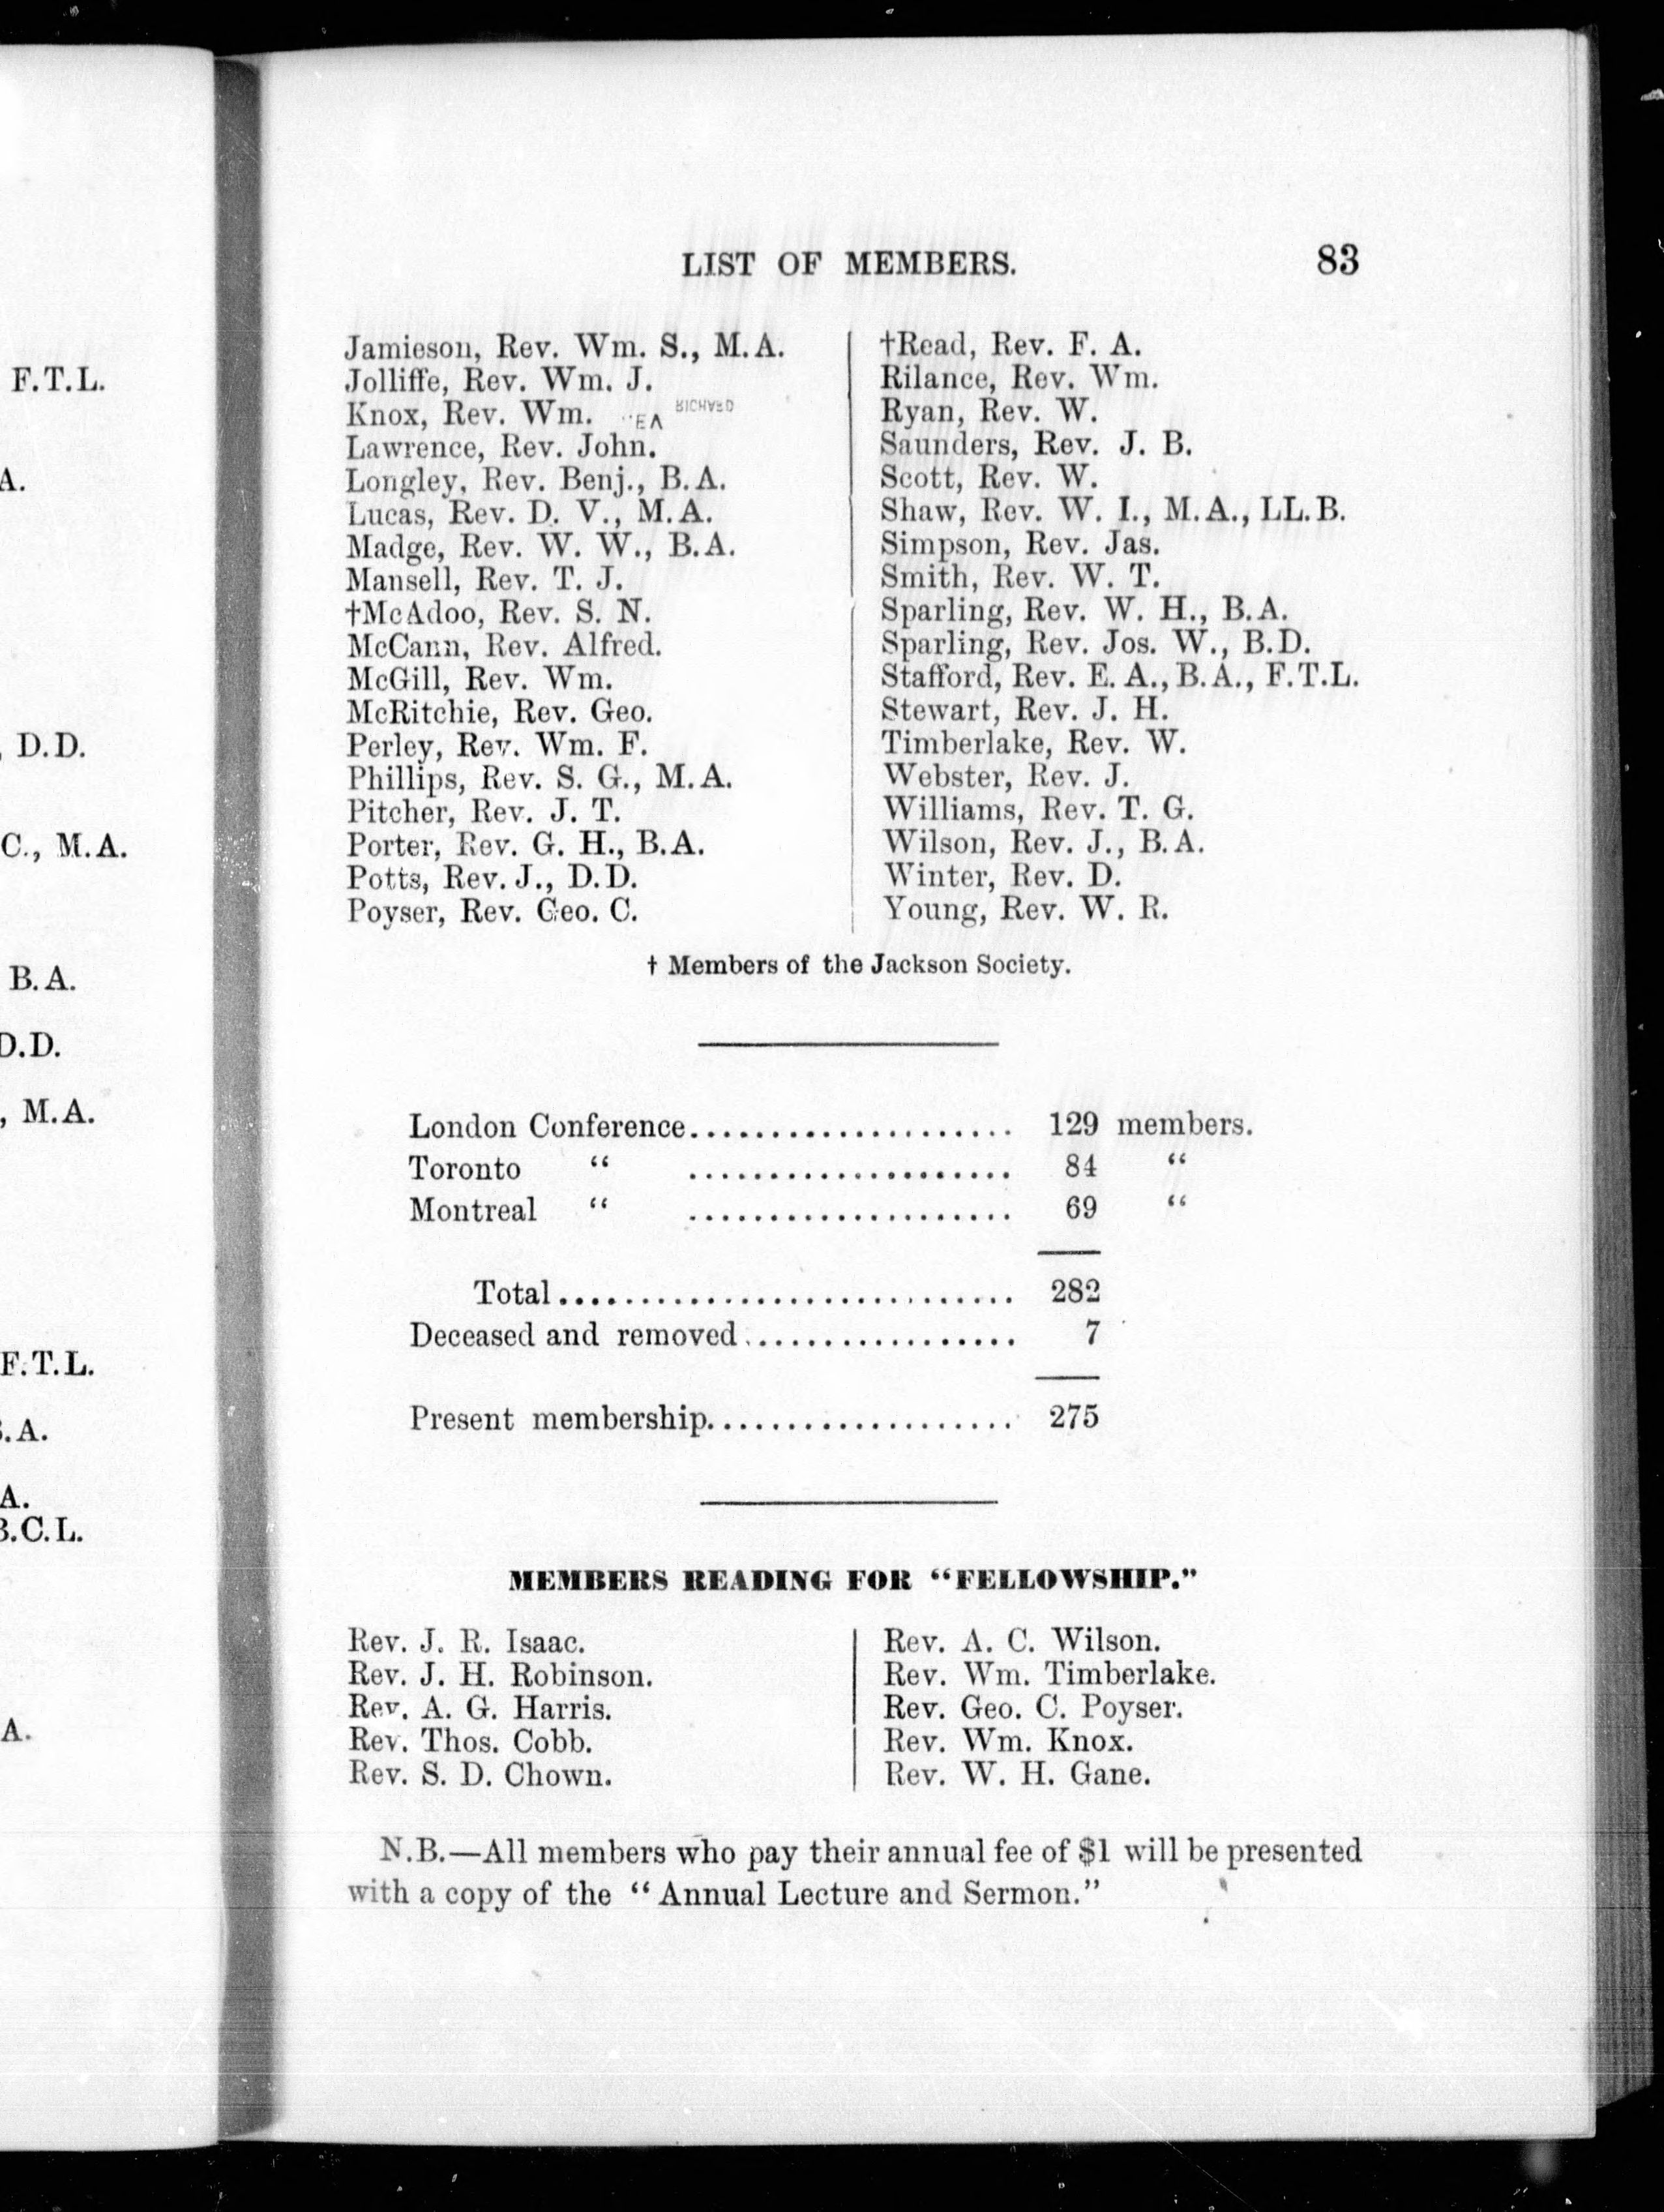 F.T.L.
A.
D.D.
C., M.A.
B.A.
D.D.
, M.A.
F.T.L.
.A.
A.
B.C.L.
A.
LIST OF MEMBERS. 83
Jamieson, Rev. Wm. S., M.A.
Jolliffe, Rev. Wm. J.
Knox, Rev. Wm.
Lawrence, Rev. John.
Longley, Rev. Benj., B.A.
Lucas, Rev. D. V., M.A.
Madge, Rev. W. W., B.A.
Mansell, Rev. T. J.
†McAdoo, Rev. S. N.
McCann, Rev. Alfred.
McGill, Rev. Wm.
McRitchie, Rev. Geo.
Perley, Rev. Wm. F.
Phillips, Rev. S. G., M.A.
Pitcher, Rev. J. T.
Porter, Rev. G. H., B.A.
Potts, Rev. J., D.D.
Poyser, Rev. Geo. C.
†Read, Rev. F. A.
Rilance, Rev. Wm.
Ryan, Rev. W.
Saunders, Rev. J. B.
Scott, Rev. W.
Shaw, Rev. W. I., M.A., LL.B.
Simpson, Rev. Jas.
Smith, Rev. W. T.
Sparling, Rev. W. H., B.A.
Sparling, Rev. Jos. W., B.D.
Stafford, Rev. E. A., B.A., F.T.L.
Stewart, Rev. J. H.
Timberlake, Rev. W.
Webster, Rev. J.
Williams, Rev. T. G.
Wilson, Rev. J., B.A.
Winter, Rev. D.
Young, Rev. W. R.
† Members of the Jackson Society.
London Conference.................... 129 members.
Toronto “ .................... 84 “
Montreal “ .................... 69 “
Total............................ 282
Deceased and removed................. 7
Present membership................... 275
MEMBERS READING FOR “FELLOWSHIP.”
Rev. J. R. Isaac.
Rev. J. H. Robinson.
Rev. A. G. Harris.
Rev. Thos. Cobb.
Rev. S. D. Chown.
Rev. A. C. Wilson.
Rev. Wm. Timberlake.
Rev. Geo. C. Poyser.
Rev. Wm. Knox.
Rev. W. H. Gane.
N.B.—All members who pay their annual fee of $1 will be presented
with a copy of the “Annual Lecture and Sermon.”